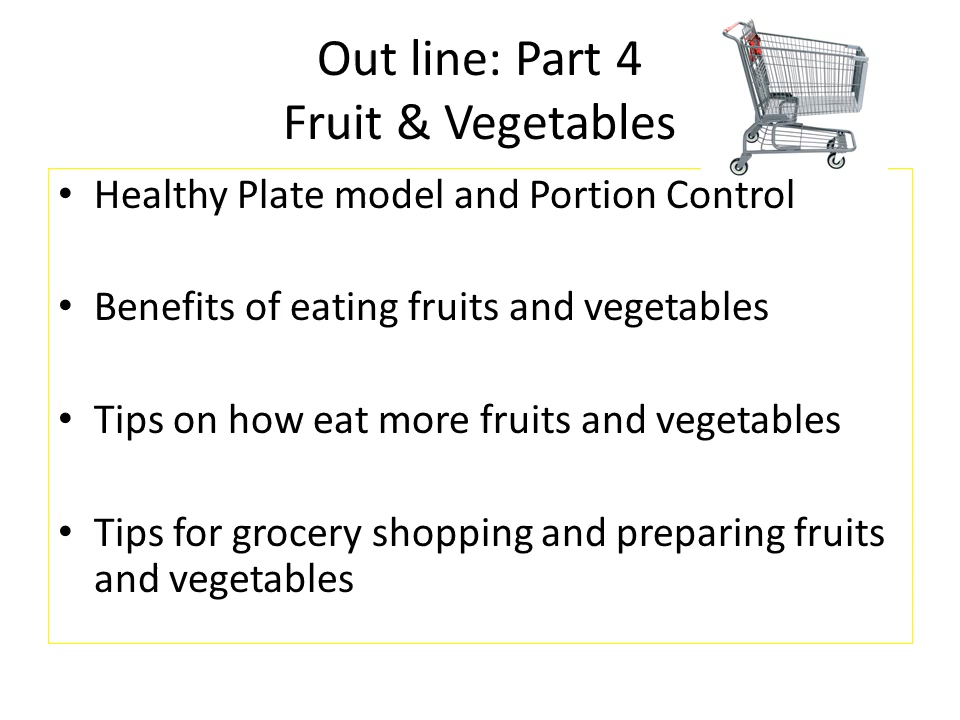 Out line: Part 4
Fruit & Vegetables
• Healthy Plate model and Portion Control
• Benefits of eating fruits and vegetables
• Tips on how eat more fruits and vegetables
• Tips for grocery shopping and preparing fruits
and vegetables